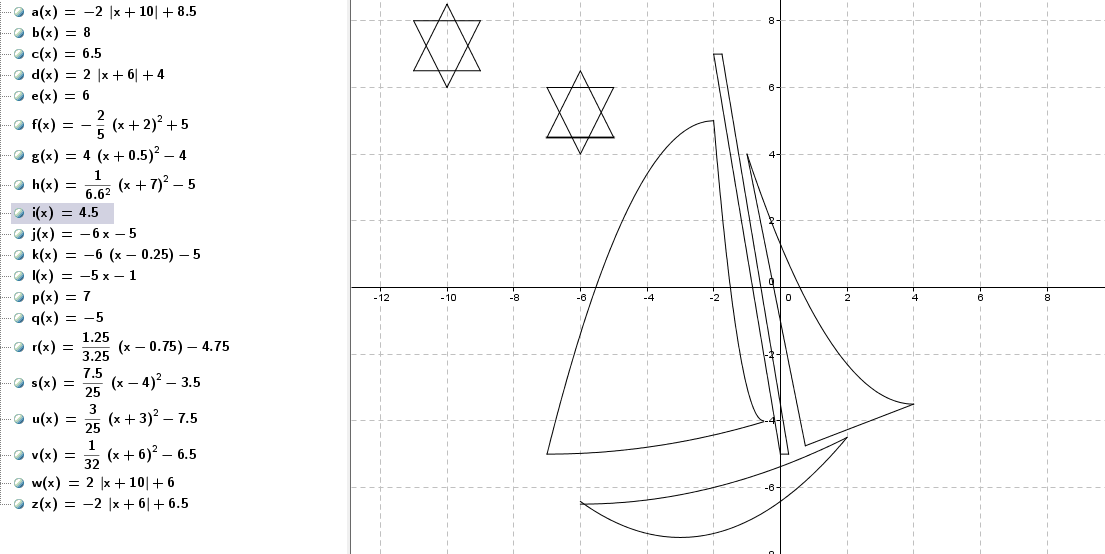 a(x) = −2 |x + 10| + 8.5
b(x) = 8
c(x) = 6.5
d(x) = 2 |x + 6| + 4
e(x) = 6
f(x) = −2/5 (x + 2)² + 5
g(x) = 4 (x + 0.5)² − 4
h(x) = 1/6.6² (x + 7)² − 5
i(x) = 4.5
j(x) = −6 x − 5
k(x) = −6 (x − 0.25) − 5
l(x) = −5 x − 1
p(x) = 7
q(x) = −5
r(x) = 1.25/3.25 (x − 0.75) − 4.75
s(x) = 7.5/25 (x − 4)² − 3.5
u(x) = 3/25 (x + 3)² − 7.5
v(x) = 1/32 (x + 6)² − 6.5
w(x) = 2 |x + 10| + 6
z(x) = −2 |x + 6| + 6.5
8
6
4
2
0
-12 -10 -8 -6 -4 -2 0 2 4 6 8
-2
-4
-6